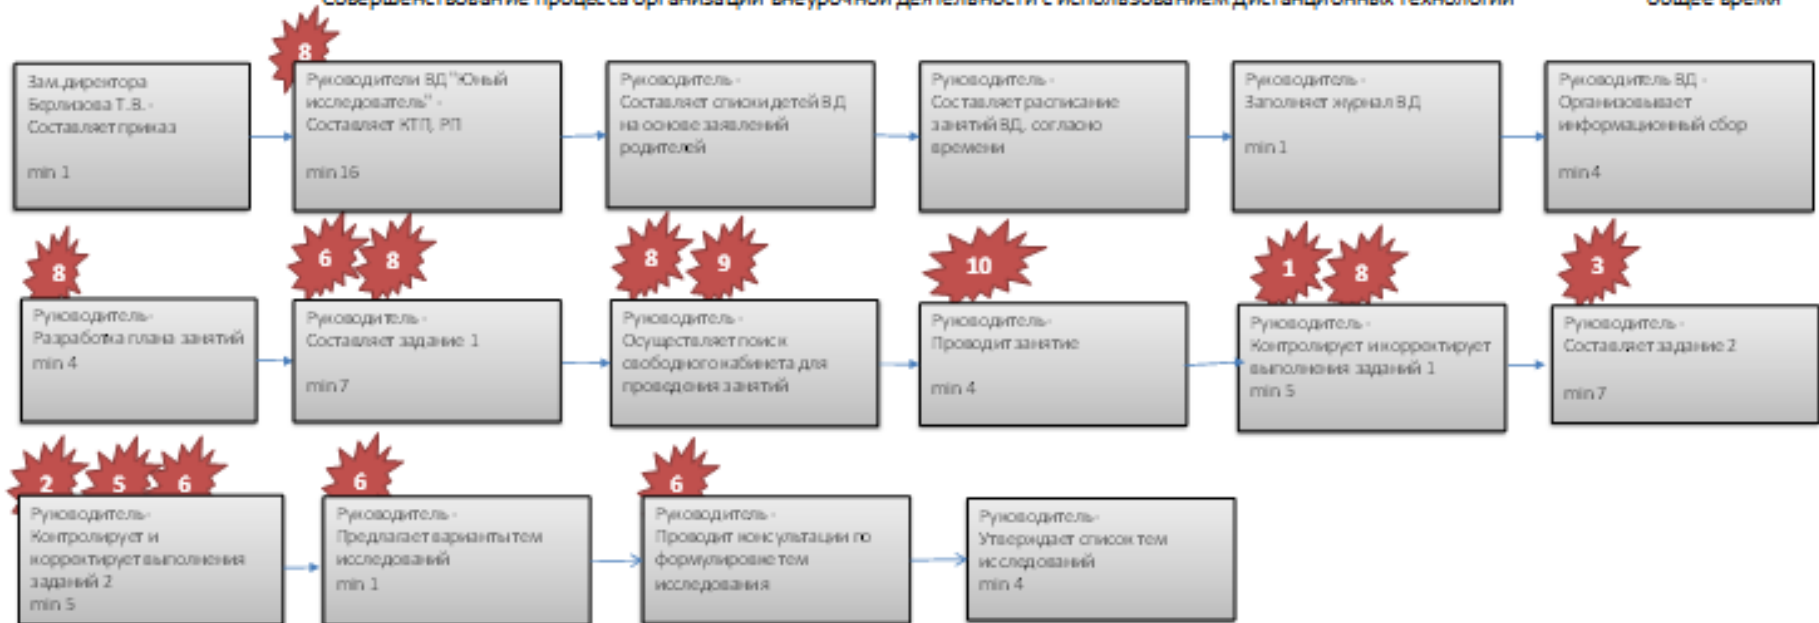 Совершенствование процесса организации внеурочной деятельности с использованием дистанционных технологий
Общее время
8
Зам.директора
Берлизова Т.В. -
Составляет приказ
min 1
Руководители ВД "Юный
исследователь" -
Составляет КТП, РП
min 16
Руководитель -
Составляет списки детей ВД
на основе заявлений
родителей
Руководитель -
Составляет расписание
занятий ВД, согласно
времени
Руководитель -
Заполняет журнал ВД
min 1
Руководитель ВД -
Организовывает
информационный сбор
min 4
8
Руководитель-
Разработка плана занятий
min 4
6 8
Руководитель -
Составляет задание 1
min 7
8 9
Руководитель -
Осуществляет поиск
свободного кабинета для
проведения занятий
10
Руководитель-
Проводит занятие
min 4
1 8
Руководитель -
Контролирует и корректирует
выполнения заданий 1
min 5
3
Руководитель -
Составляет задание 2
min 7
2 5 6
Руководитель-
Контролирует и
корректирует выполнения
заданий 2
min 5
6
Руководитель -
Предлагает варианты тем
исследований
min 1
6
Руководитель -
Проводит консультации по
формулировке тем
исследования
Руководитель-
Утверждает список тем
исследований
min 4